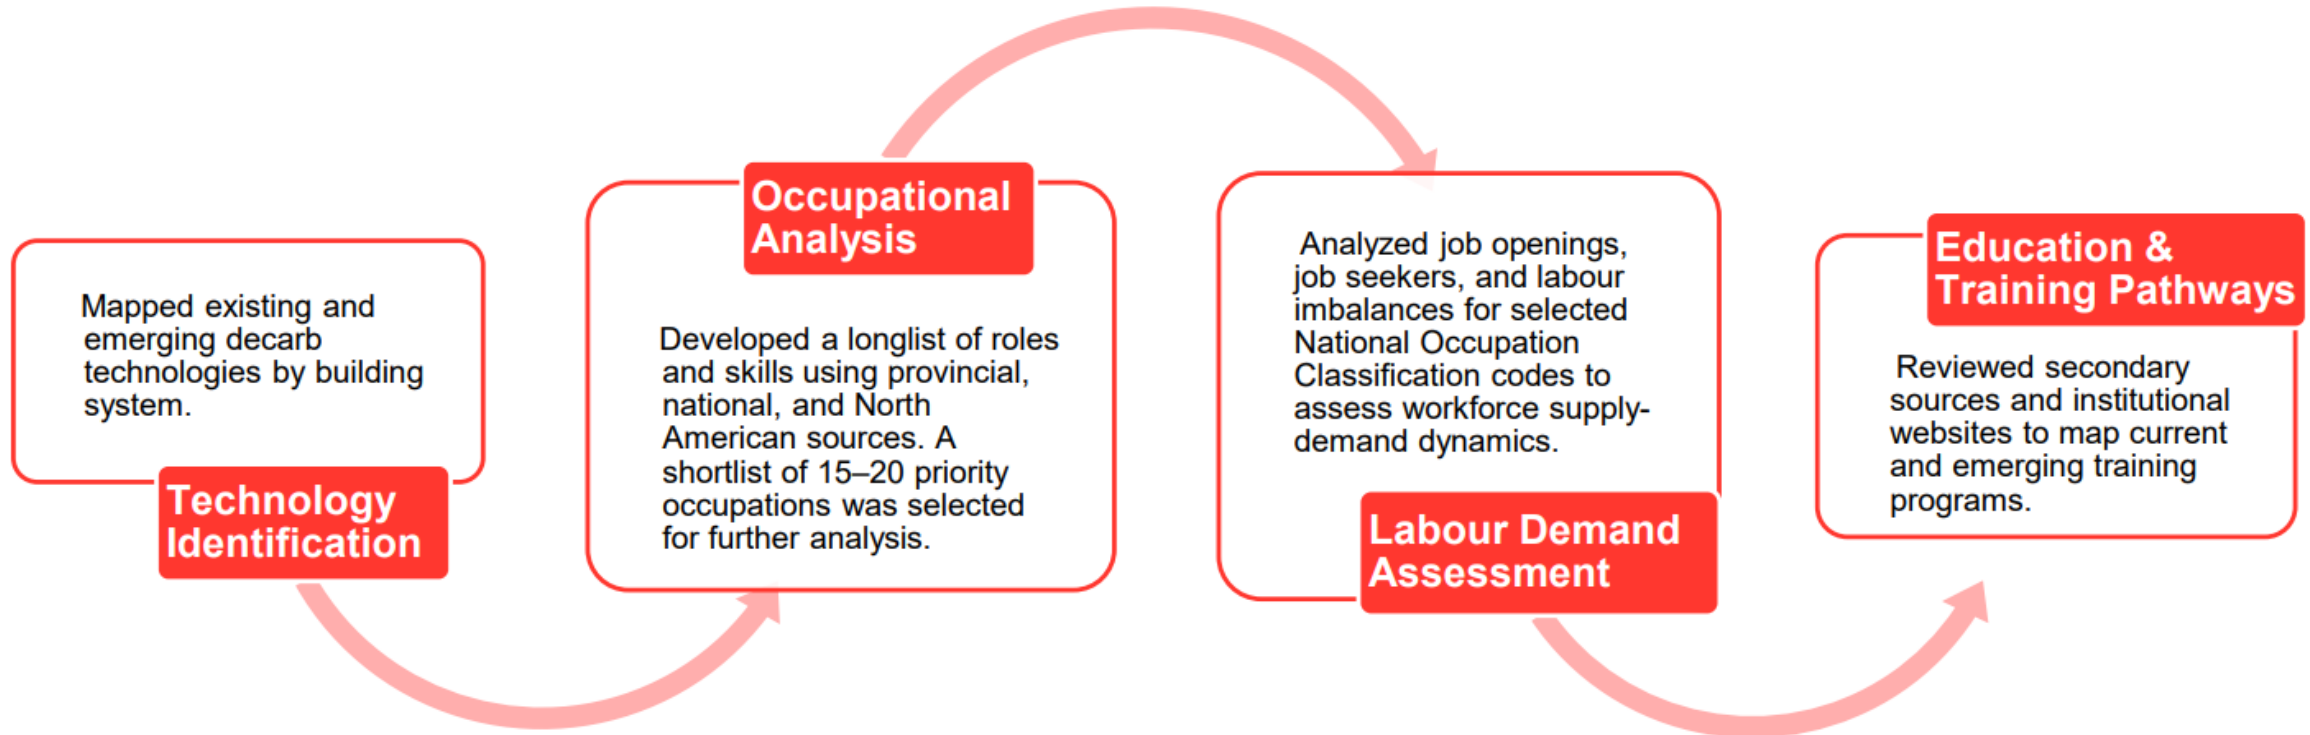 Mapped existing and
emerging decarb
technologies by building
system.
Technology
Identification
Occupational
Analysis
Developed a longlist of roles
and skills using provincial,
national, and North
American sources. A
shortlist of 15–20 priority
occupations was selected
for further analysis.
Analyzed job openings,
job seekers, and labour
imbalances for selected
National Occupation
Classification codes to
assess workforce supply-
demand dynamics.
Labour Demand
Assessment
Education &
Training Pathways
Reviewed secondary
sources and institutional
websites to map current
and emerging training
programs.